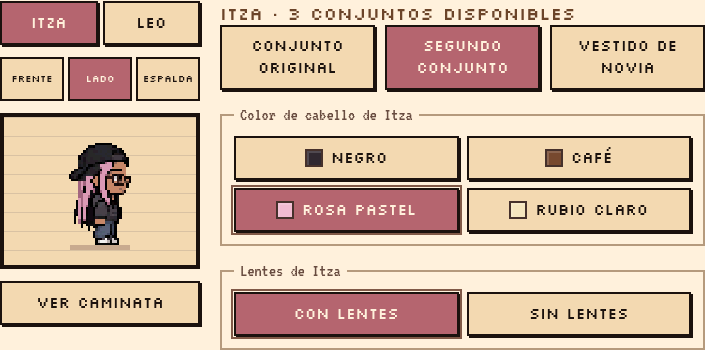 ITZA
LEO
FRENTE
LADO
ESPALDA
VER CAMINATA
ITZA · 3 CONJUNTOS DISPONIBLES
CONJUNTO
ORIGINAL
SEGUNDO
CONJUNTO
VESTIDO DE
NOVIA
Color de cabello de Itza
NEGRO
CAFÉ
ROSA PASTEL
RUBIO CLARO
Lentes de Itza
CON LENTES
SIN LENTES